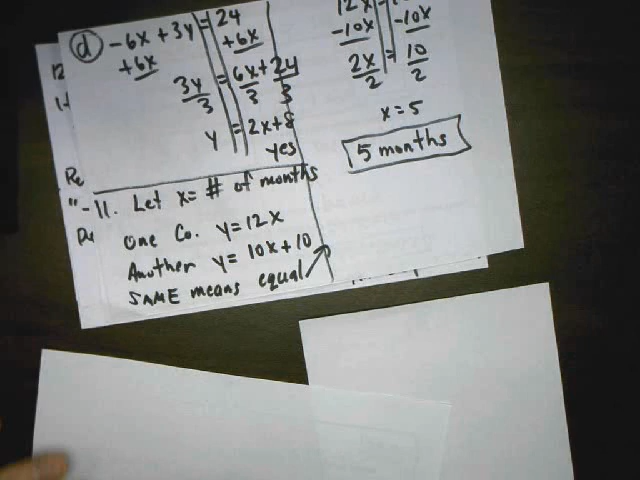 d -6x + 3y = 24
+6x +6x
3y/3 = 6x/3 + 24/3
y = 2x+8
yes
11. Let x = # of months
One Co. y = 12x
Another y = 10x + 10
SAME means equal
-10x -10x
2x/2 = 10/2
x = 5
5 months